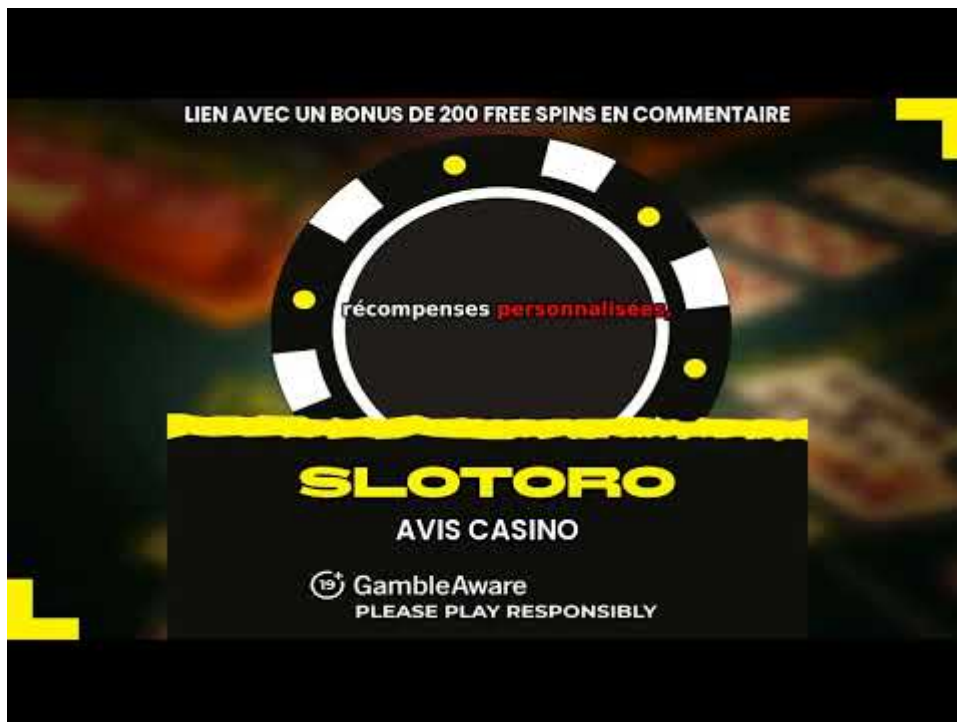 LIEN AVEC UN BONUS DE 200 FREE SPINS EN COMMENTAIRE
récompenses personnalisées,
SLOTORO
AVIS CASINO
19+ GambleAware
PLEASE PLAY RESPONSIBLY